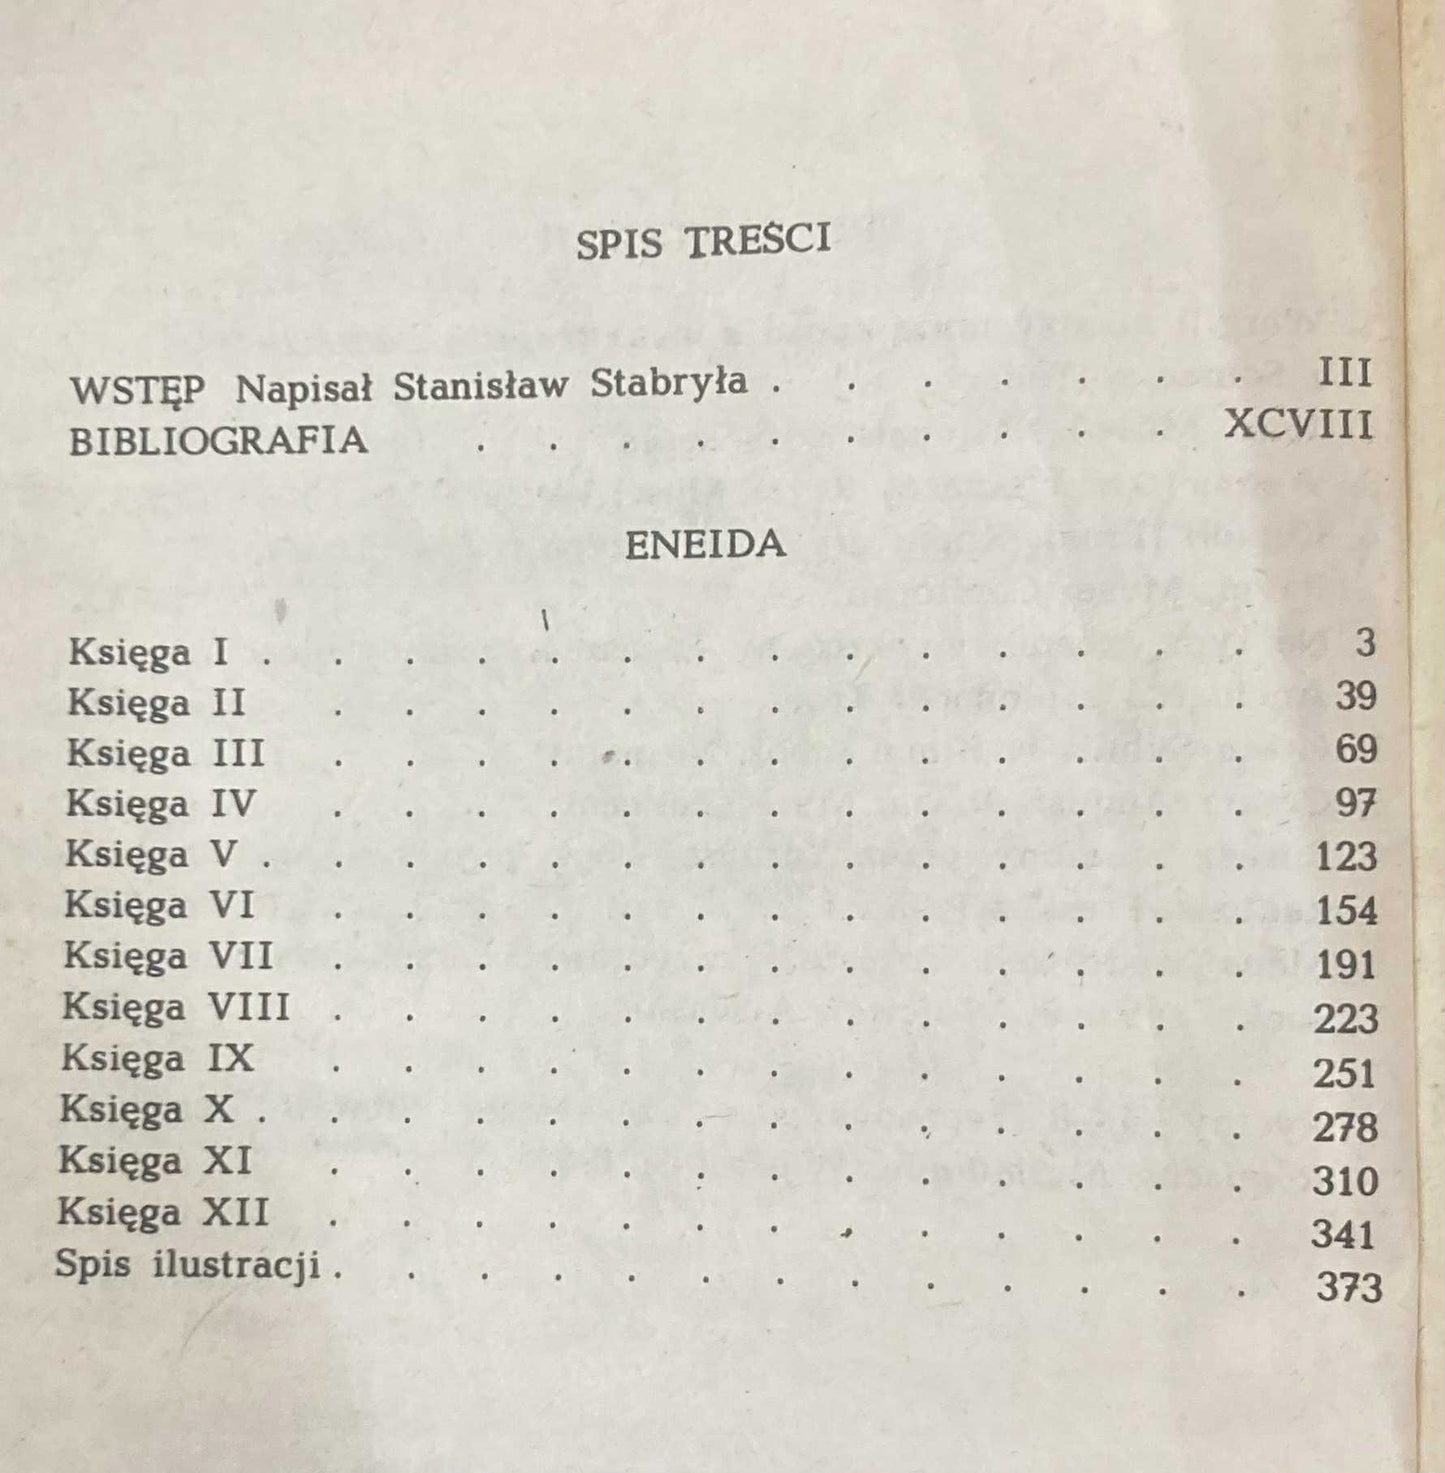 SPIS TREŚCI
WSTĘP Napisał Stanisław Stabryła . . . . . . . III
BIBLIOGRAFIA . . . . . . . . . . XCVIII
ENEIDA
Księga I . . . . . . . . . . . . . . 3
Księga II . . . . . . . . . . . . . 39
Księga III . . . . . . . . . . . . . 69
Księga IV . . . . . . . . . . . . . 97
Księga V . . . . . . . . . . . . . . 123
Księga VI . . . . . . . . . . . . . 154
Księga VII . . . . . . . . . . . . . 191
Księga VIII . . . . . . . . . . . . . 223
Księga IX . . . . . . . . . . . . . 251
Księga X . . . . . . . . . . . . . . 278
Księga XI . . . . . . . . . . . . . 310
Księga XII . . . . . . . . . . . . . 341
Spis ilustracji . . . . . . . . . . . . . 373